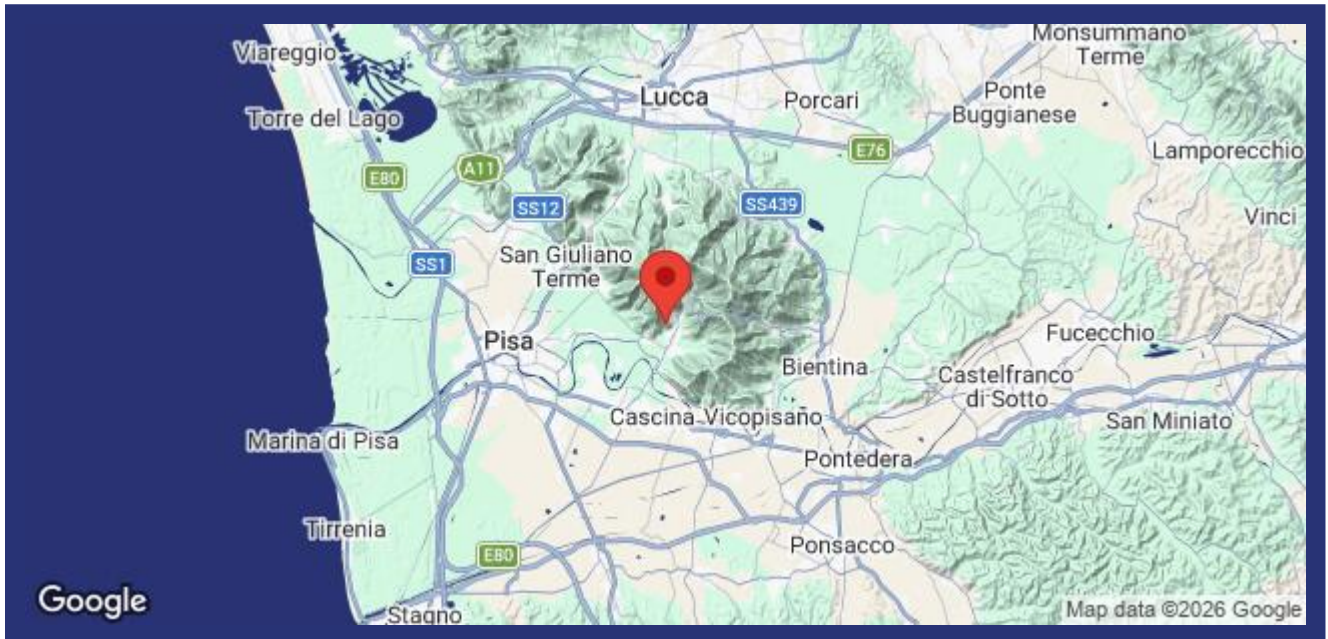 Monsummano
Terme
Viareggio
Lucca
Porcari
Ponte
Buggianese
Torre del Lago
E76
Lamporecchio
A11
E80
SS12
SS439
Vinci
San Giuliano
Terme
SS1
Pisa
Fucecchio
Bientina
Castelfranco
di Sotto
Cascina
Vicopisano
San Miniato
Marina di Pisa
Pontedera
Tirrenia
Ponsacco
E80
Google
Stagno
Map data ©2026 Google